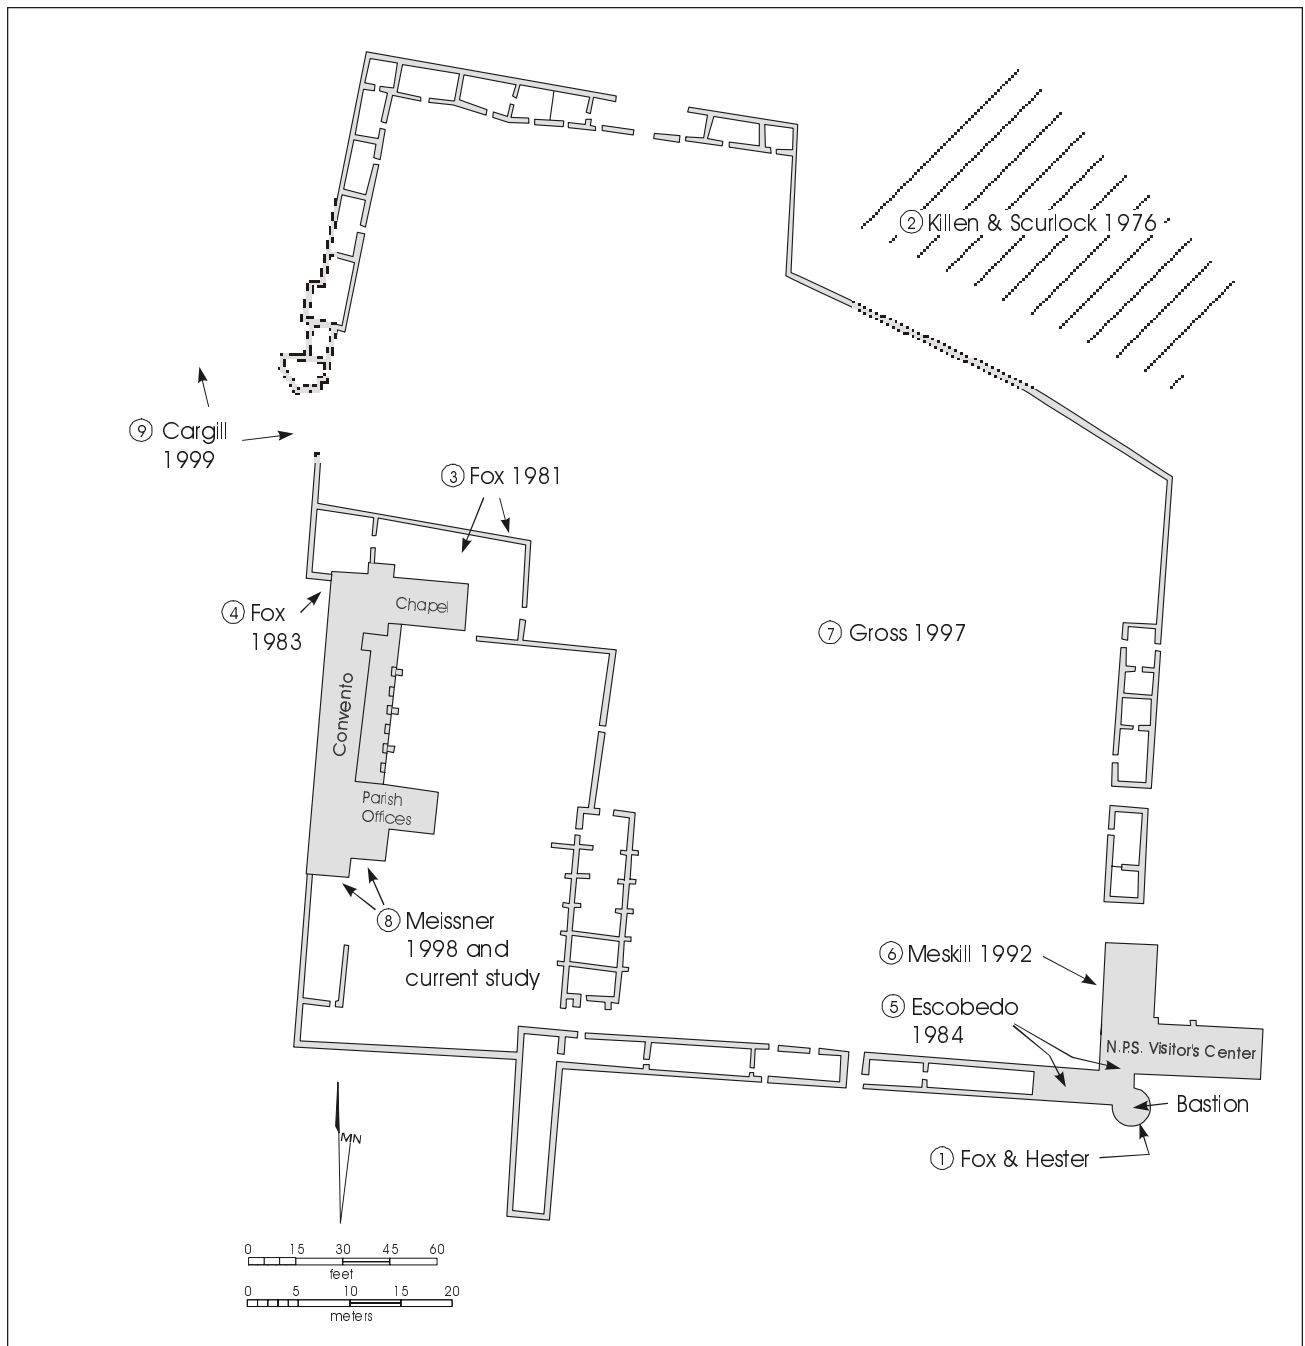 ② Killen & Scurlock 1976
⑨ Cargill
1999
③ Fox 1981
Chapel
④ Fox
1983
⑦ Gross 1997
Convento
Parish
Offices
⑧ Meissner
1998 and
current study
⑥ Meskill 1992
⑤ Escobedo
1984
N.P.S. Visitor's Center
Bastion
① Fox & Hester
MN
0 15 30 45 60
feet
0 5 10 15 20
meters